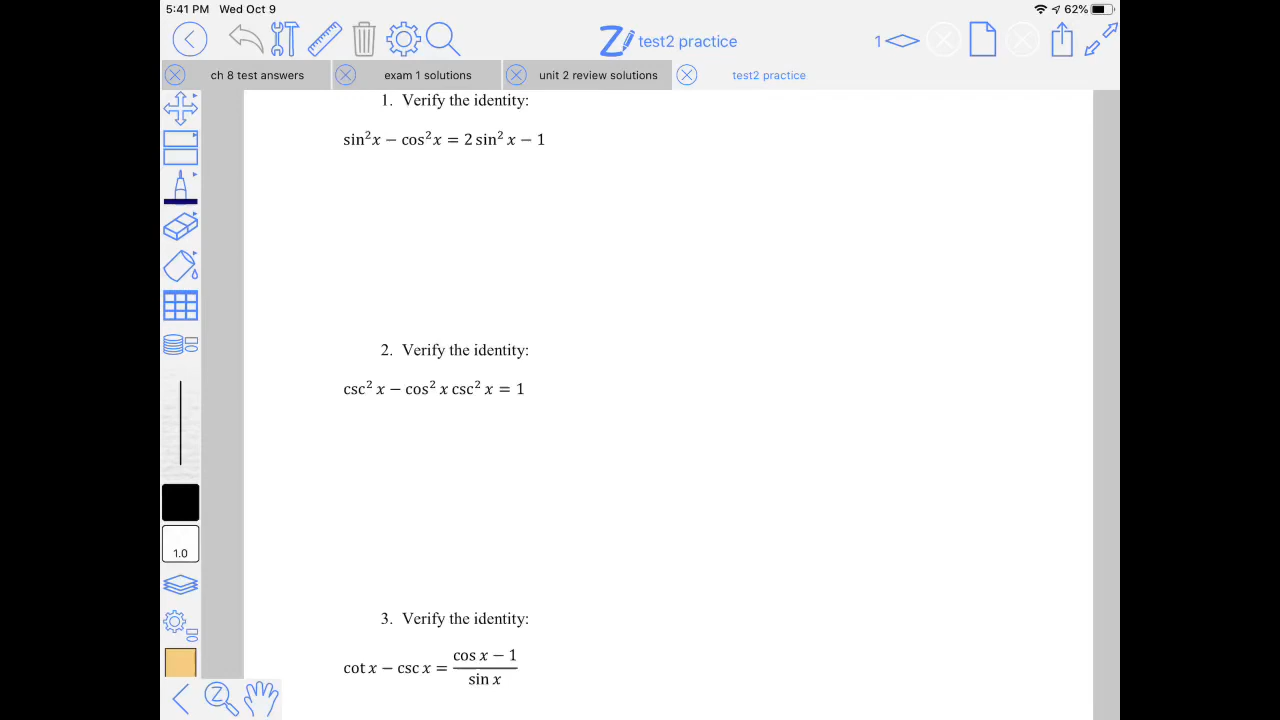 5:41 PM Wed Oct 9 62%
test2 practice 1
ch 8 test answers exam 1 solutions unit 2 review solutions test2 practice
1. Verify the identity:
sin²x − cos²x = 2 sin² x − 1
2. Verify the identity:
csc² x − cos² x csc² x = 1
1.0
3. Verify the identity:
cot x − csc x = (cos x − 1)/(sin x)